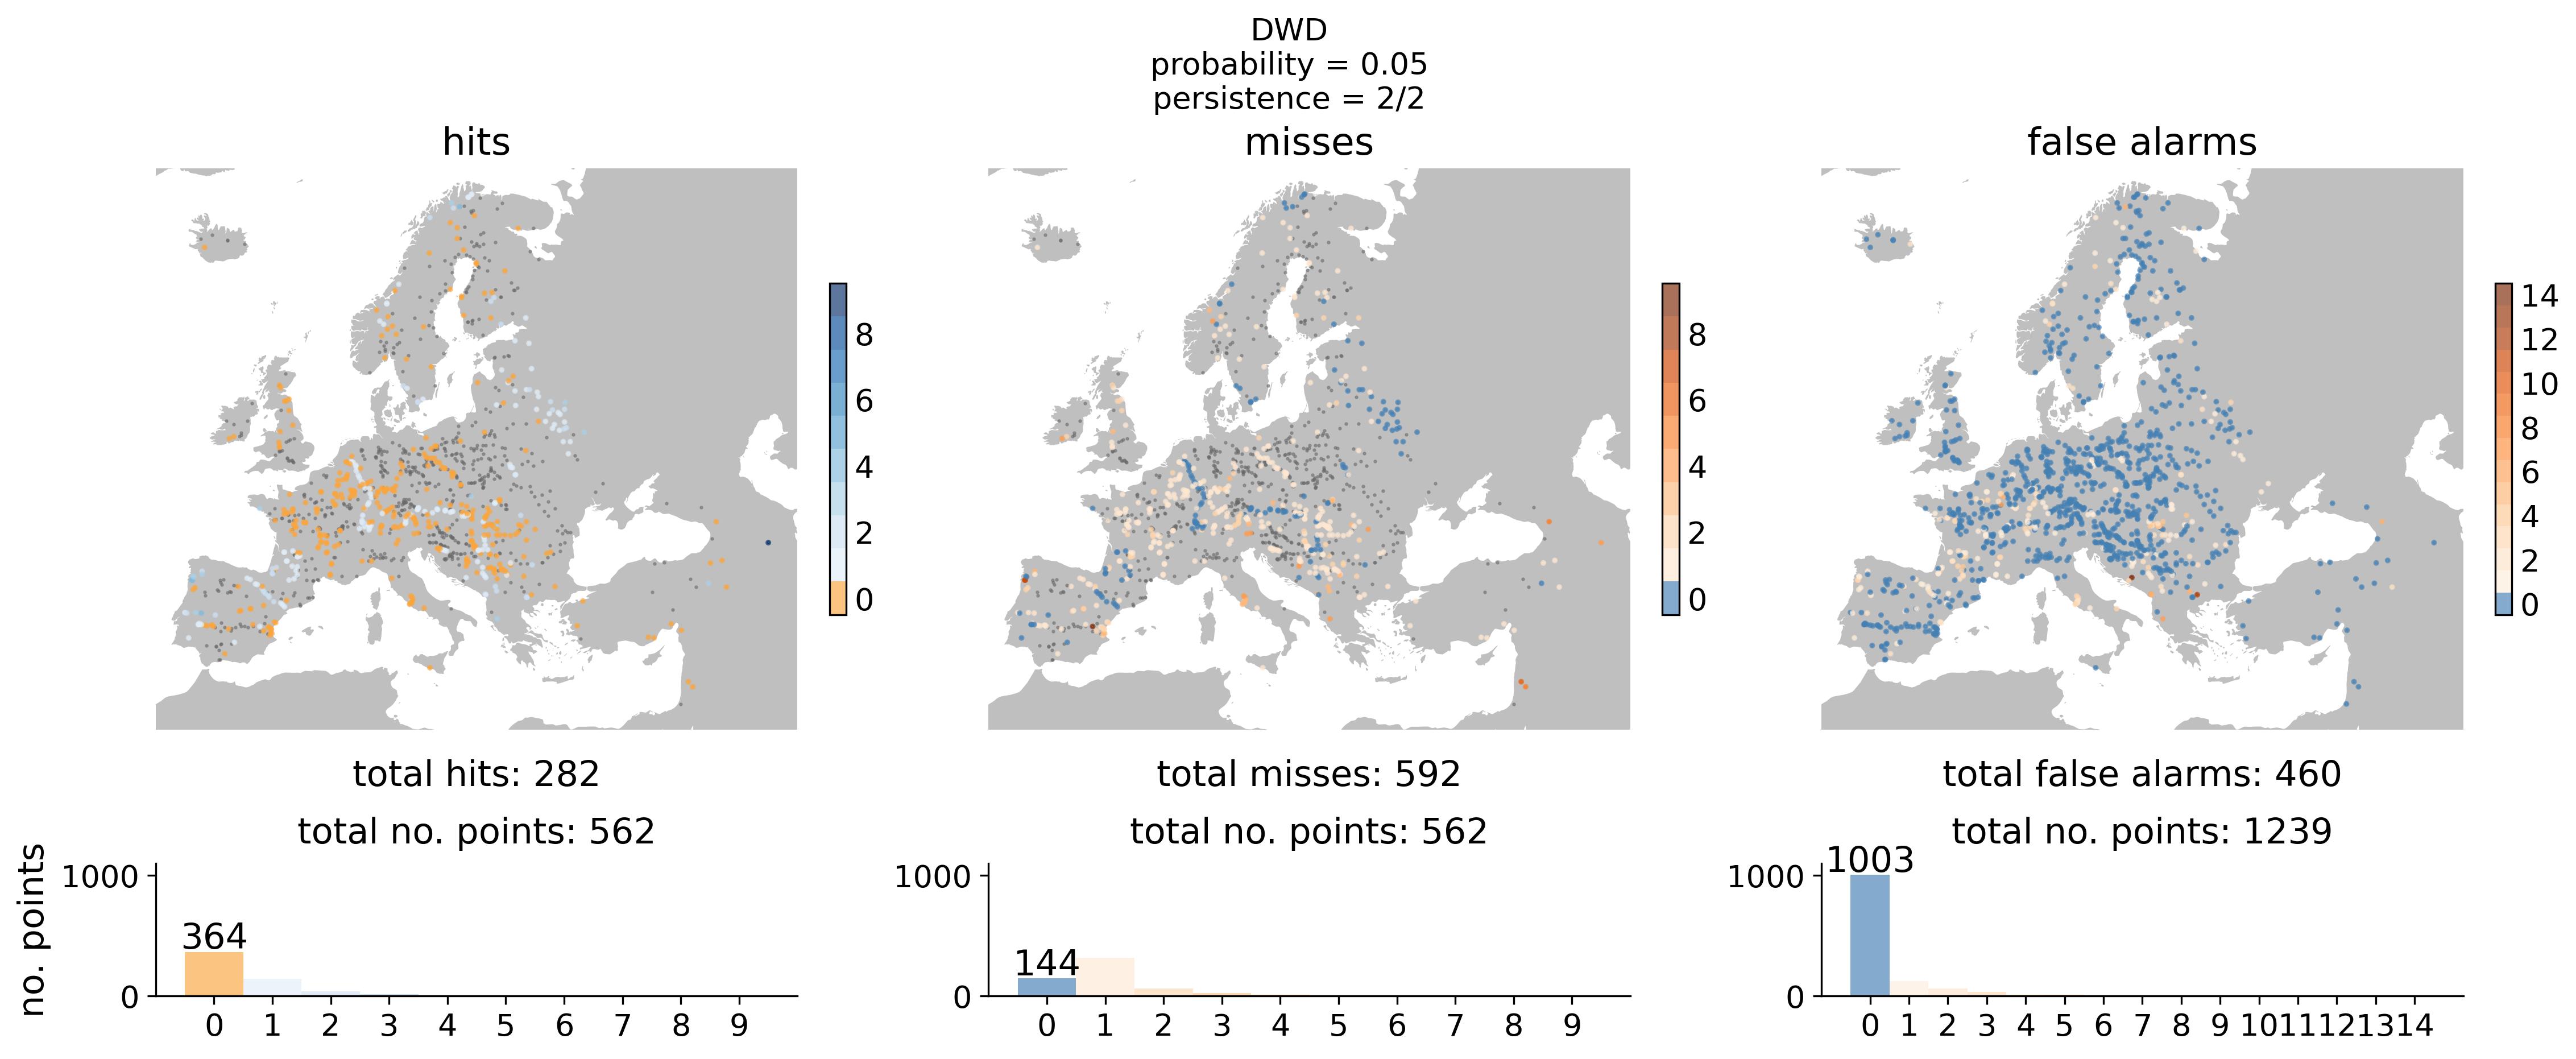 DWD
probability = 0.05
persistence = 2/2
hits
misses
false alarms
8
6
4
2
0
8
6
4
2
0
14
12
10
8
6
4
2
0
total hits: 282
total misses: 592
total false alarms: 460
total no. points: 562
total no. points: 562
total no. points: 1239
no. points
1000
0
364
0 1 2 3 4 5 6 7 8 9
1000
0
144
0 1 2 3 4 5 6 7 8 9
1000
0
1003
0 1 2 3 4 5 6 7 8 9 10 11 12 13 14